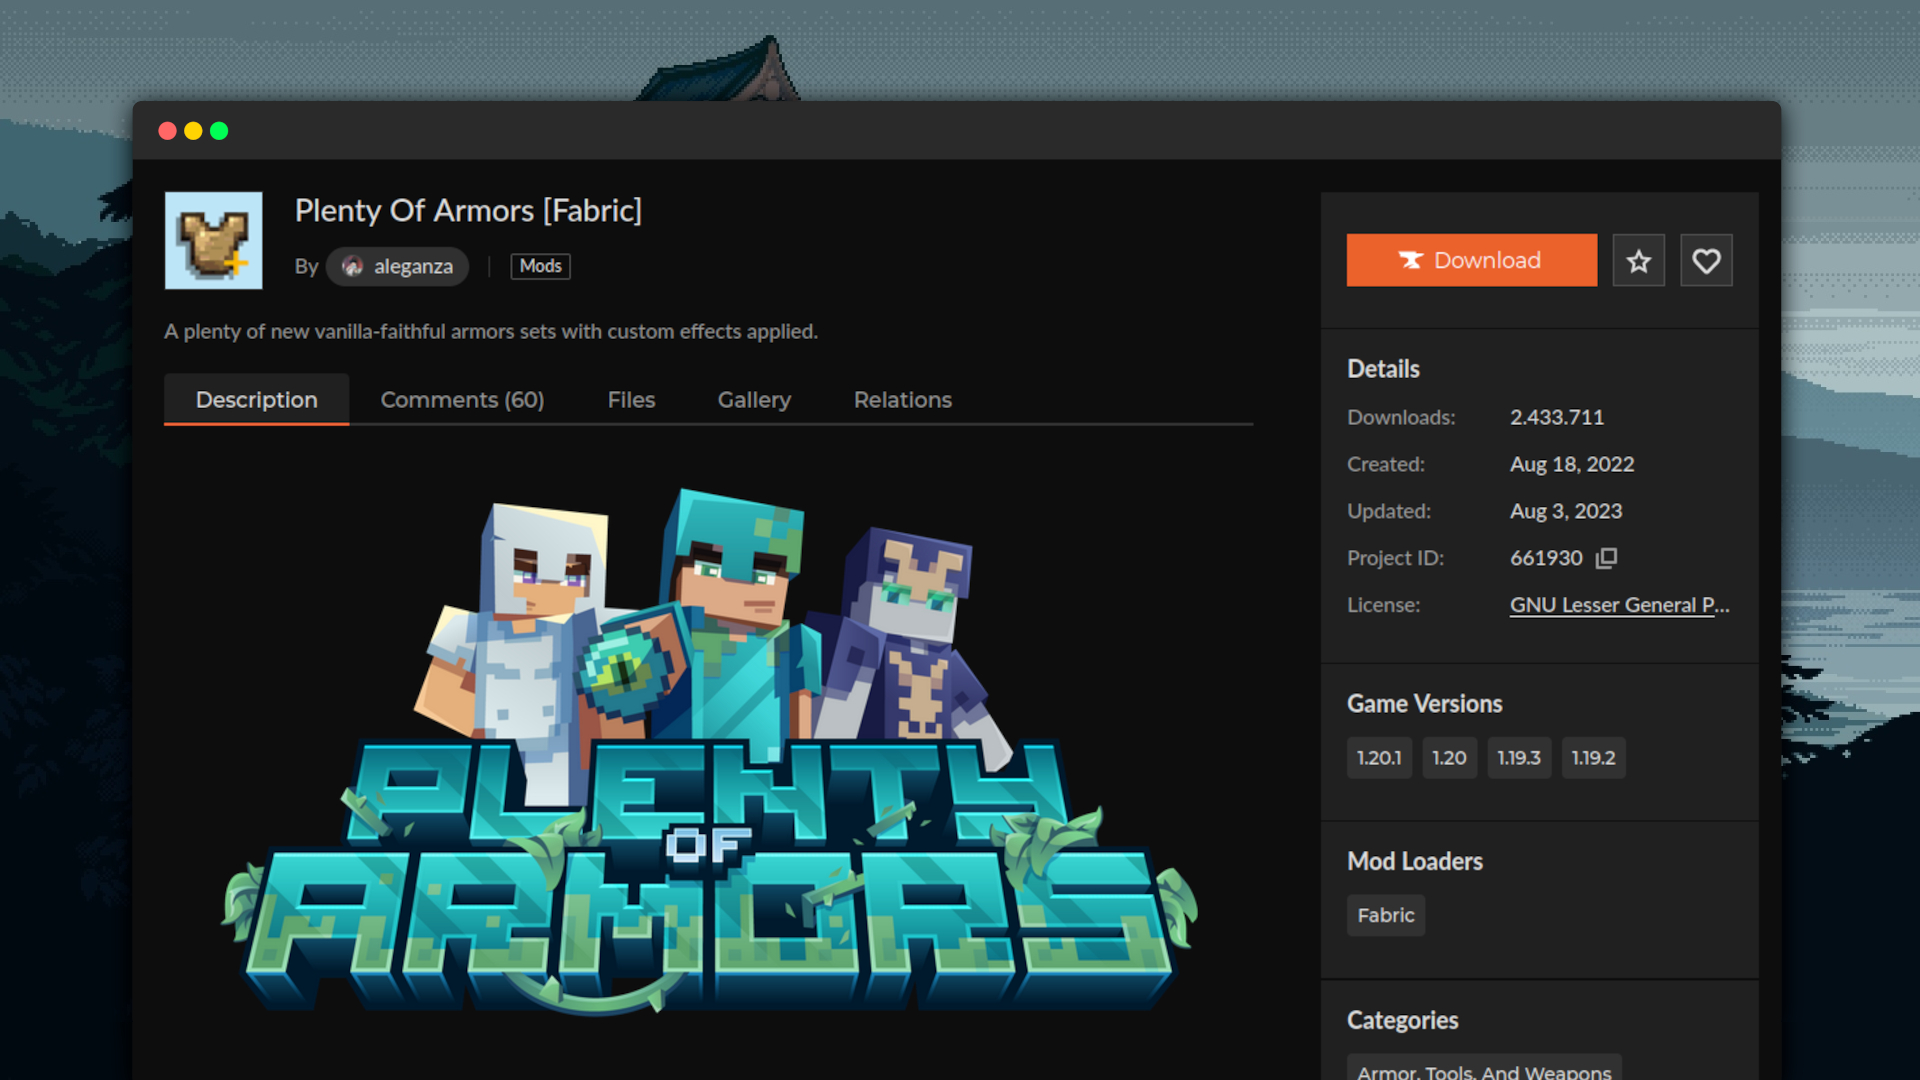 Plenty Of Armors [Fabric]
By aleganza Mods
A plenty of new vanilla-faithful armors sets with custom effects applied.
Description Comments (60) Files Gallery Relations
PLENTY
OF
ARMORS
Download
Details
Downloads: 2.433.711
Created: Aug 18, 2022
Updated: Aug 3, 2023
Project ID: 661930
License: GNU Lesser General P...
Game Versions
1.20.1 1.20 1.19.3 1.19.2
Mod Loaders
Fabric
Categories
Armor, Tools, And Weapons